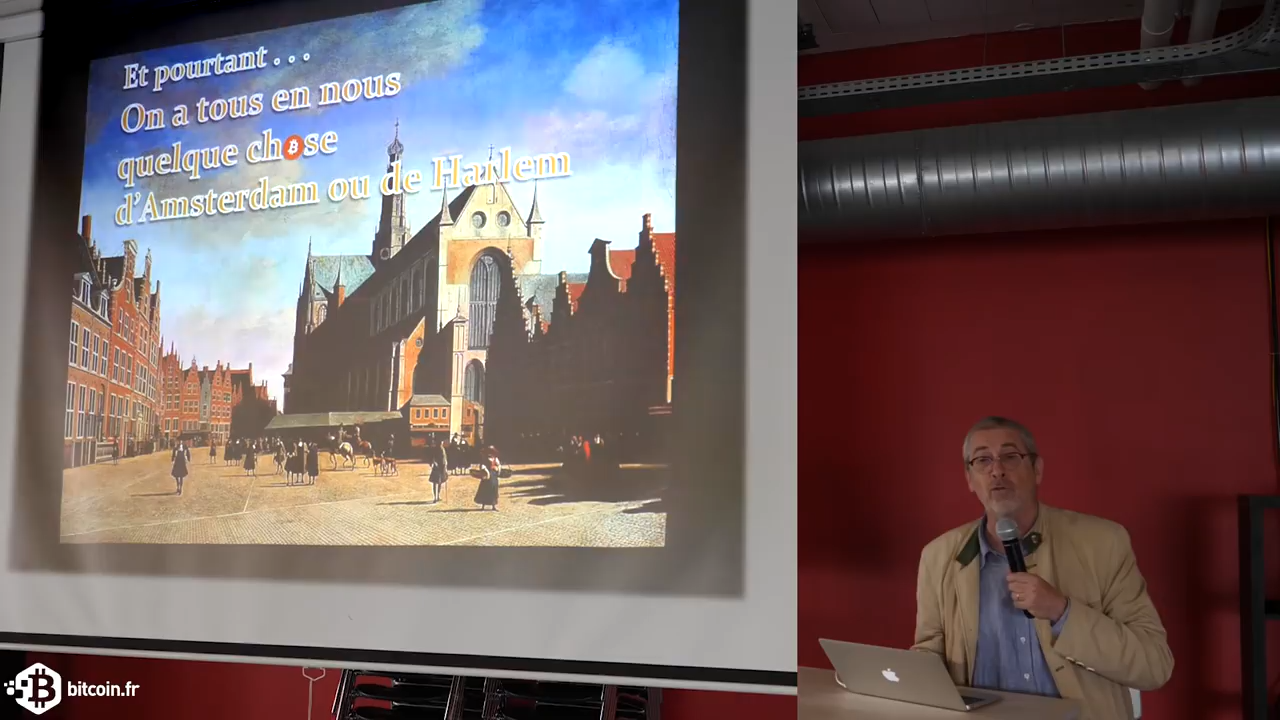 Et pourtant . . .
On a tous en nous
quelque chose
d'Amsterdam ou de Harlem
bitcoin.fr